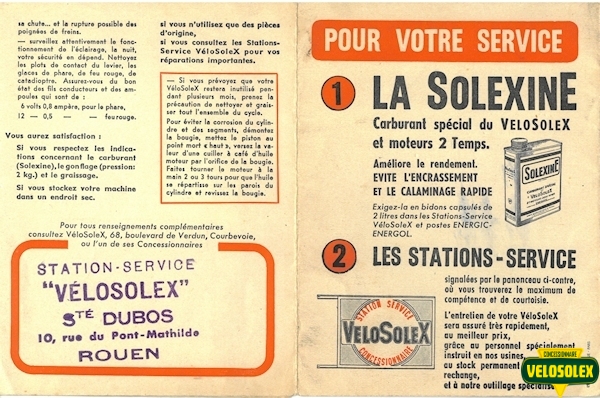 se chute... et la rupture possible des
poignées de freins.
— surveillez attentivement le fonc-
tionnement de l'éclairage, la nuit,
votre sécurité en dépend. Nettoyez
les plots de contact du levier, les
glaces de phare, de feu rouge, de
catadioptre. Assurez-vous du bon
état des fils conducteurs et des am-
poules qui sont de :
6 volts 0,8 ampère, pour le phare,
12 — 0,5 — — feurouge.
Vous aurez satisfaction :
Si vous respectez les indica-
tions concernant le carburant
(Solexine), le gonflage (pression:
2 kg.) et le graissage.
Si vous stockez votre machine
dans un endroit sec.
si vous n'utilisez que des pièces
d'origine,
si vous consultez les Stations-
Service VéloSoleX pour vos
réparations importantes.
— Si vous prévoyez que votre
VéloSoleX restera inutilisé pen-
dant plusieurs mois, prenez la
précaution de nettoyer et grais-
ser tout l'ensemble du cycle.
Pour éviter la corrosion du cylin-
dre et des segments, démontez
la bougie, mettez le piston au
point mort « haut », versez la va-
leur d'une cuiller à café d'huile
moteur par l'orifice de la bougie.
Faites tourner le moteur à la
main 2 ou 3 tours pour que l'huile
se répartisse sur les parois du
cylindre et revissez la bougie.
Pour tous renseignements complémentaires
consultez VéloSoleX, 68, boulevard de Verdun, Courbevoie,
ou l'un de ses Concessionnaires
STATION-SERVICE
"VÉLOSOLEX"
STÉ DUBOS
10, rue du Pont-Mathilde
ROUEN
POUR VOTRE SERVICE
1 LA SOLEXINE
Carburant spécial du VELOSOLEX
et moteurs 2 Temps.
Améliore le rendement.
EVITE L'ENCRASSEMENT
ET LE CALAMINAGE RAPIDE
Exigez-la en bidons capsulés de
2 litres dans les Stations-Service
VéloSoleX et postes ENERGIC-
ENERGOL.
SOLEXINE
VELOSOLEX
2 LES STATIONS-SERVICE
signalées par le panonceau ci-contre,
où vous trouverez le maximum de
compétence et de courtoisie.
L'entretien de votre VéloSoleX
sera assuré très rapidement,
au meilleur prix,
grâce au personnel spécialement
instruit en nos usines,
au stock permanent
rechange,
et à notre outillage spécialisé
STATION SERVICE
VELOSOLEX
CONCESSIONNAIRE
CONCESSIONNAIRE
VELOSOLEX